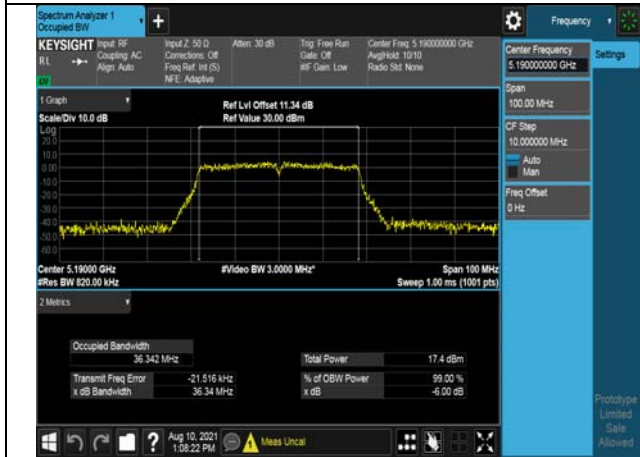 Spectrum Analyzer 1
Occupied BW
Frequency
KEYSIGHT
Input: RF
Input Z: 50 Ω
Atten: 30 dB
Trig: Free Run
Center Freq: 5.190000000 GHz
RL
Coupling: AC
Corrections: Off
Gate: Off
Avg|Hold: 10/10
Align: Auto
Freq Ref: Int (S)
#IF Gain: Low
Radio Std: None
NFE: Adaptive
Center Frequency
5.190000000 GHz
Settings
Span
100.00 MHz
CF Step
10.000000 MHz
Auto
Man
Freq Offset
0 Hz
1 Graph
Ref Lvl Offset 11.34 dB
Scale/Div 10.0 dB
Ref Value 30.00 dBm
Log
20.0
10.0
0.00
-10.0
-20.0
-30.0
-40.0
-50.0
-60.0
Center 5.19000 GHz
#Video BW 3.0000 MHz*
Span 100 MHz
#Res BW 820.00 kHz
Sweep 1.00 ms (1001 pts)
2 Metrics
Occupied Bandwidth
36.342 MHz
Total Power
17.4 dBm
Transmit Freq Error
-21.516 kHz
% of OBW Power
99.00 %
x dB Bandwidth
36.34 MHz
x dB
-6.00 dB
Prototype
Limited
Sale
Allowed
Aug 10, 2021
1:08:22 PM
Meas Uncal